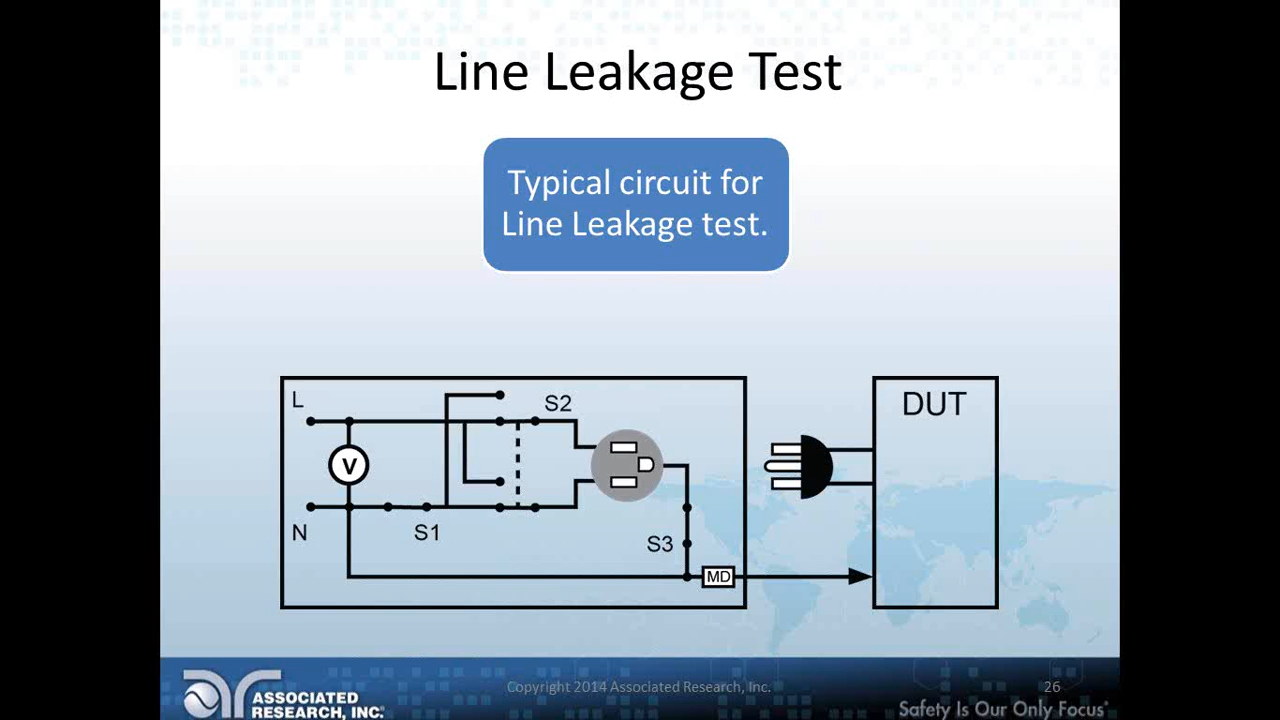 Line Leakage Test
Typical circuit for
Line Leakage test.
L
S2
DUT
V
N
S1
S3
MD
ASSOCIATED
RESEARCH, INC.
Copyright 2014 Associated Research, Inc.
26
Safety Is Our Only Focus®